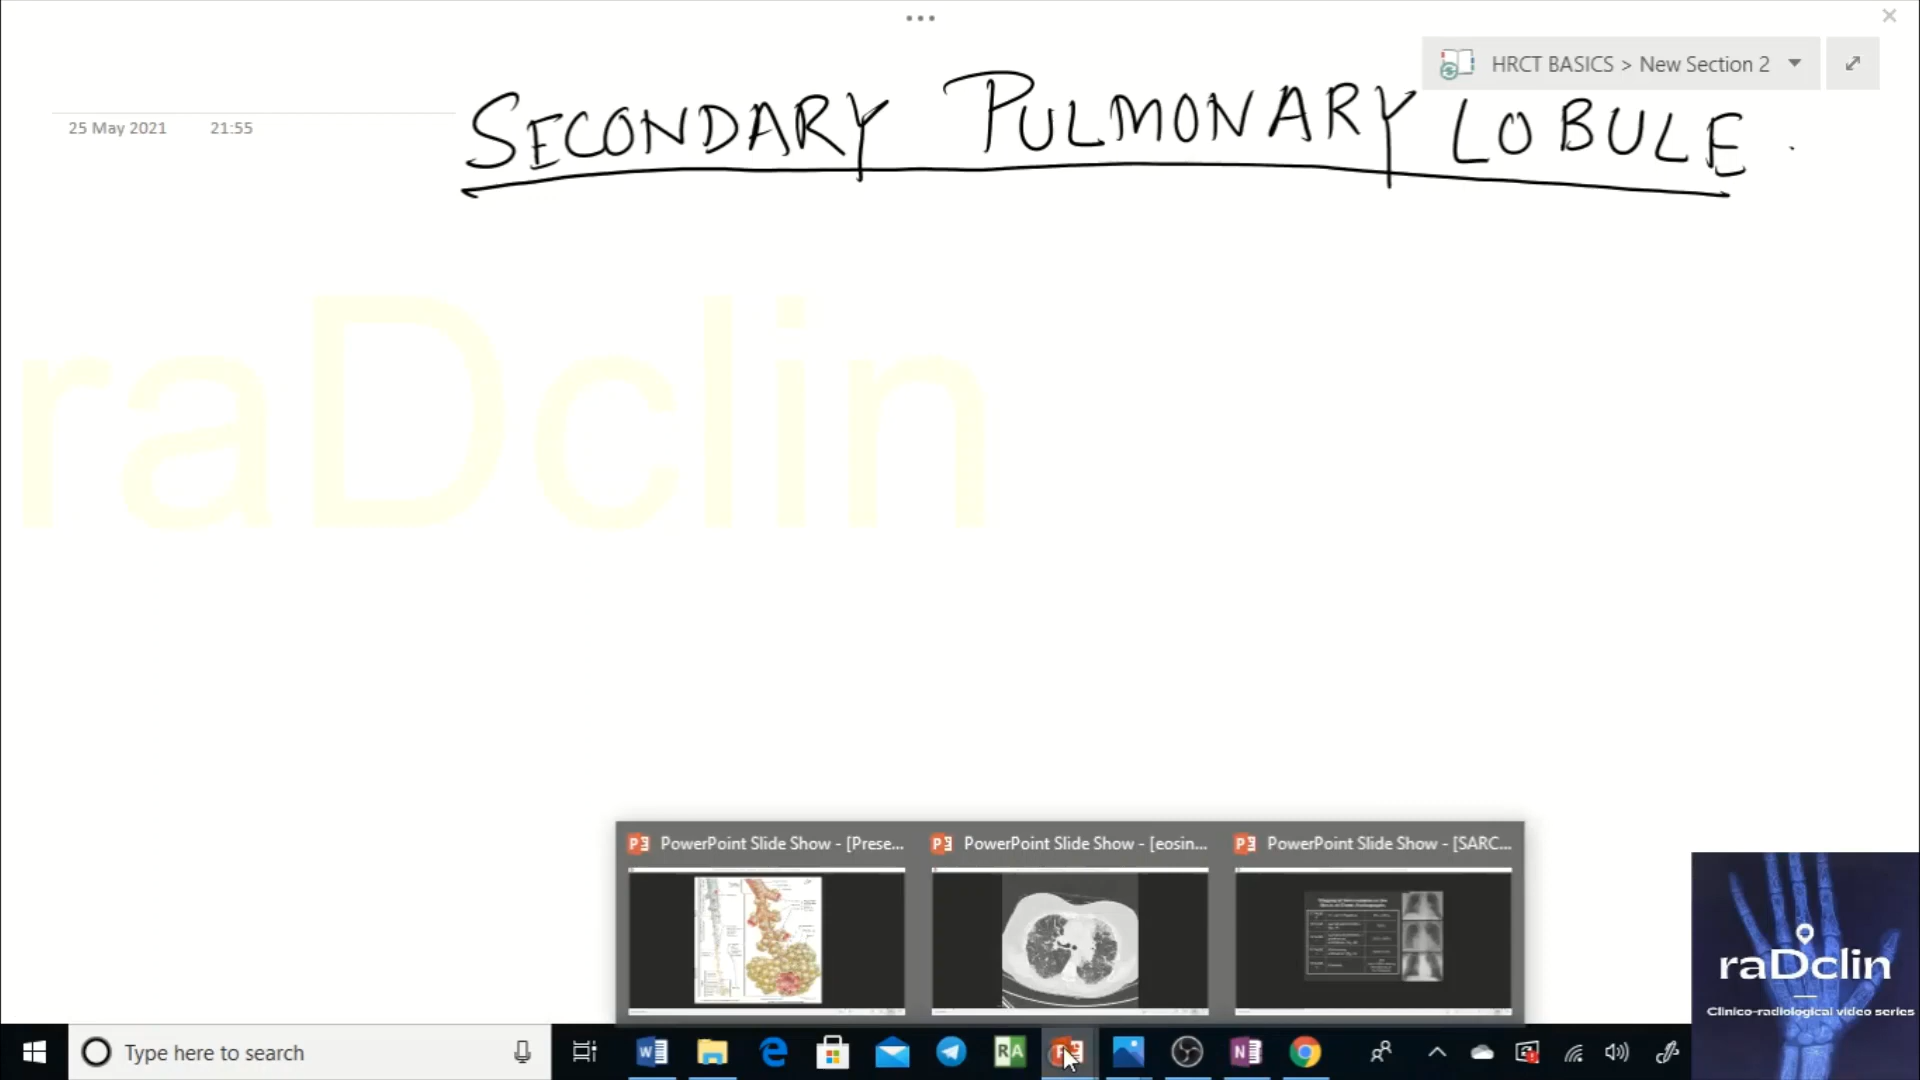 HRCT BASICS > New Section 2
SECONDARY PULMONARY LOBULE.
25 May 2021 21:55
raDclin
PowerPoint Slide Show - [Prese...
PowerPoint Slide Show - [eosin...
PowerPoint Slide Show - [SARC...
raDclin
Clinico-radiological video series
Type here to search
RA